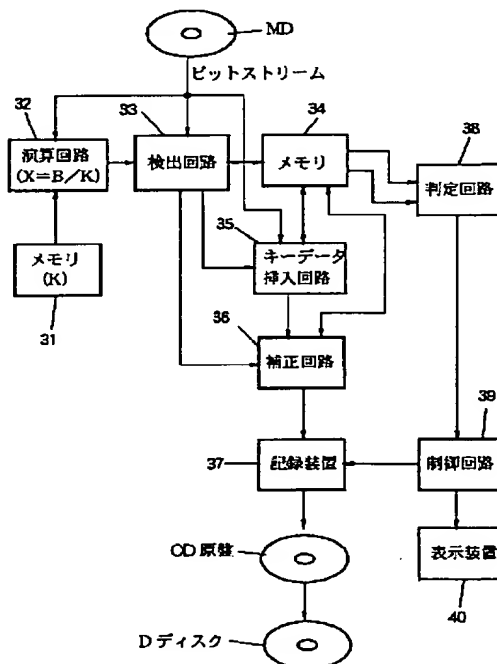 MD
ビットストリーム
32
33
34
38
演算回路
(X=B/K)
検出回路
メモリ
判定回路
35
メモリ
(K)
キーデータ
挿入回路
31
36
補正回路
39
37
記録装置
制御回路
OD原盤
表示装置
40
Dディスク